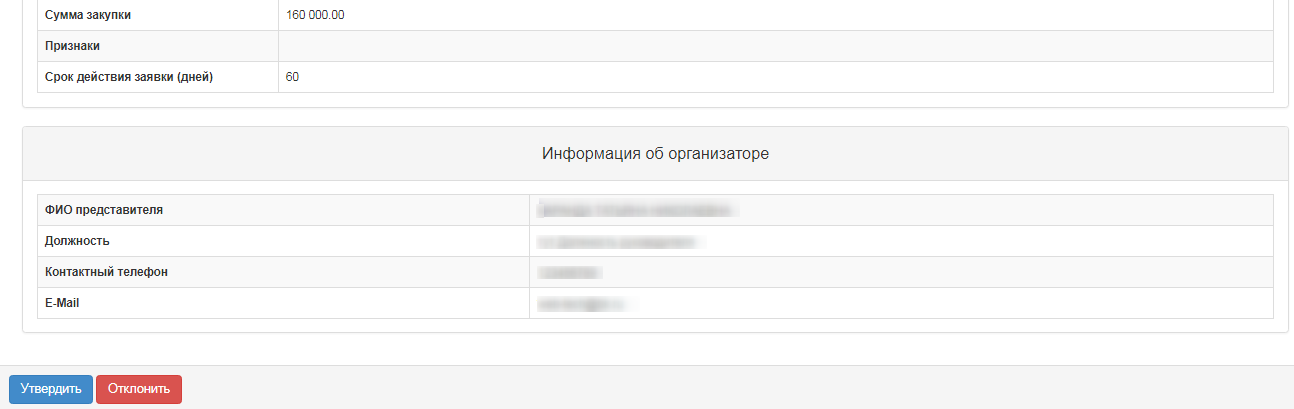 Сумма закупки 160 000.00
Признаки
Срок действия заявки (дней) 60
Информация об организаторе
ФИО представителя
Должность
Контактный телефон
E-Mail
Утвердить Отклонить